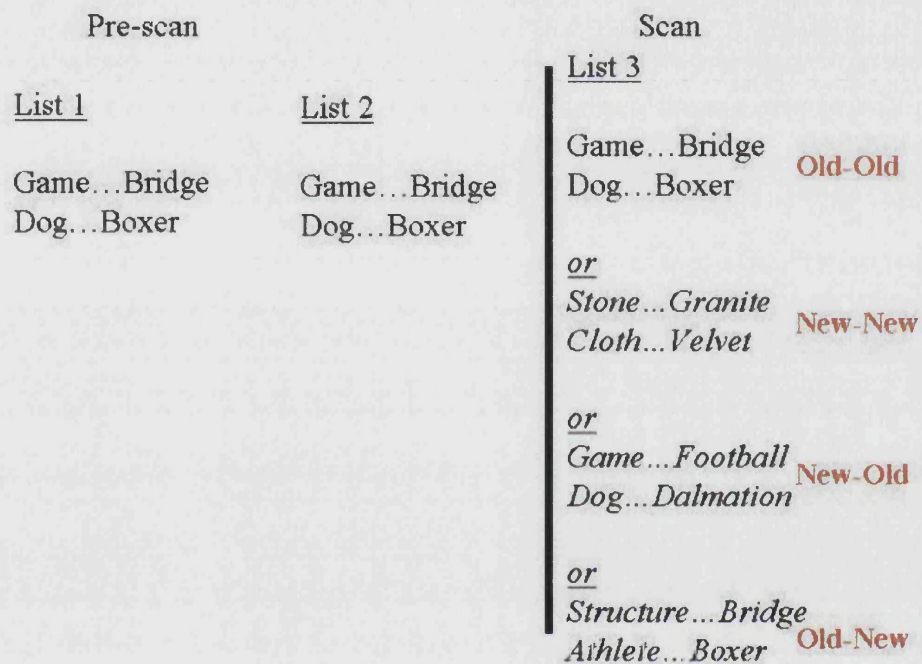 Pre-scan
Scan
List 1
List 2
List 3
Game...Bridge
Dog...Boxer
Game...Bridge
Dog...Boxer
Game...Bridge
Dog...Boxer
Old-Old
or
Stone...Granite
Cloth...Velvet
New-New
or
Game...Football
Dog...Dalmation
New-Old
or
Structure...Bridge
Athlete...Boxer
Old-New